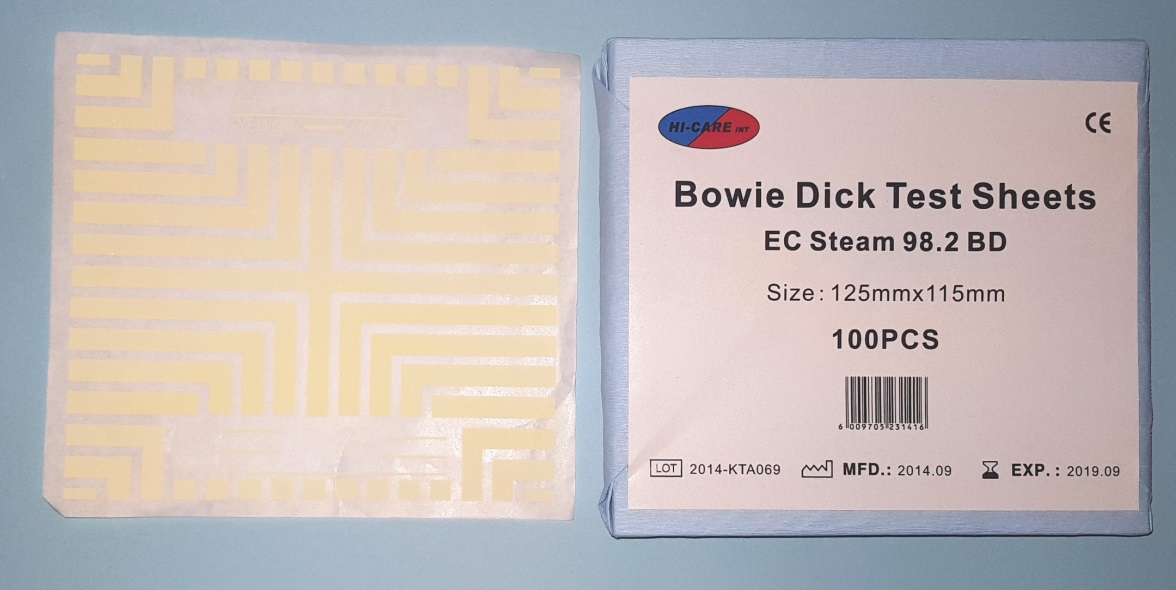 HI-CARE INT
CE
Bowie Dick Test Sheets
EC Steam 98.2 BD
Size: 125mmx115mm
100PCS
6 009705 231416
LOT 2014-KTA069 MFD.: 2014.09 EXP.: 2019.09